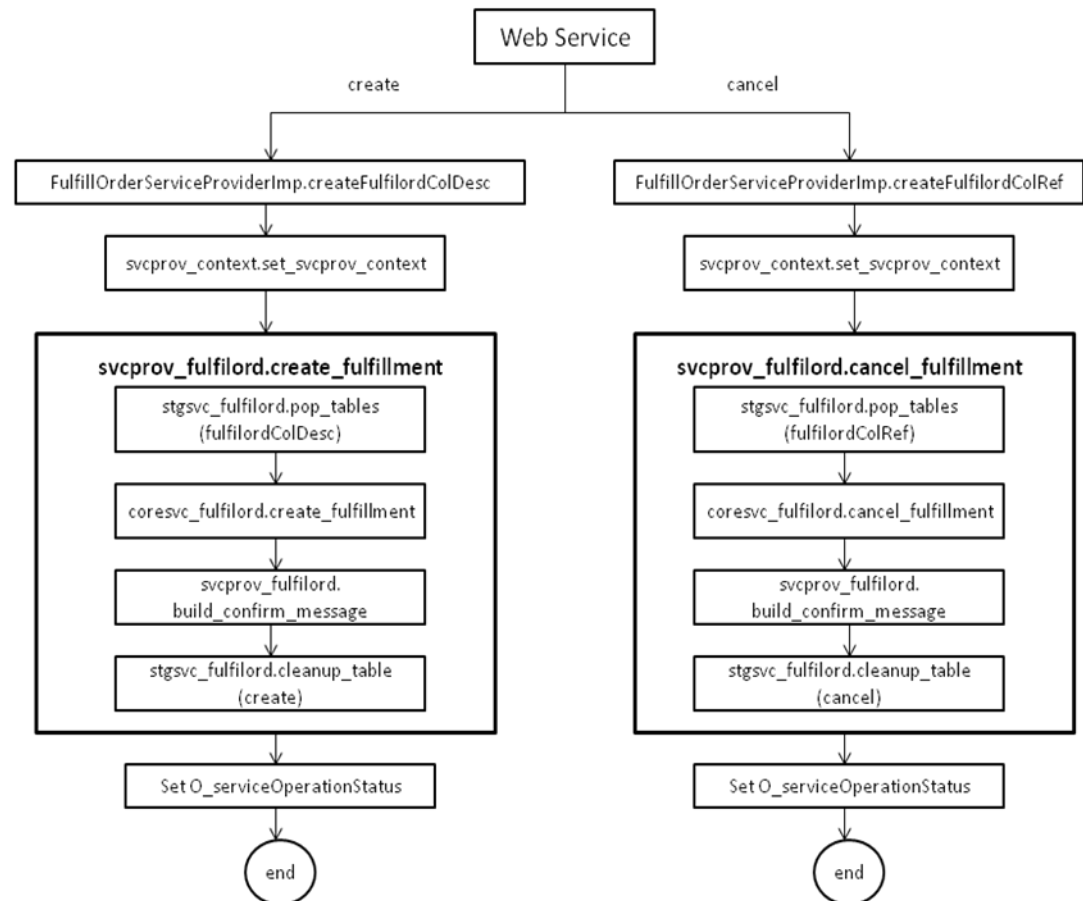 Web Service
create
cancel
FulfillOrderServiceProviderImp.createFulfilordColDesc
svcprov_context.set_svcprov_context
svcprov_fulfilord.create_fulfillment
stgsvc_fulfilord.pop_tables
(fulfilordColDesc)
coresvc_fulfilord.create_fulfillment
svcprov_fulfilord.
build_confirm_message
stgsvc_fulfilord.cleanup_table
(create)
Set O_serviceOperationStatus
end
FulfillOrderServiceProviderImp.createFulfilordColRef
svcprov_context.set_svcprov_context
svcprov_fulfilord.cancel_fulfillment
stgsvc_fulfilord.pop_tables
(fulfilordColRef)
coresvc_fulfilord.cancel_fulfillment
svcprov_fulfilord.
build_confirm_message
stgsvc_fulfilord.cleanup_table
(cancel)
Set O_serviceOperationStatus
end